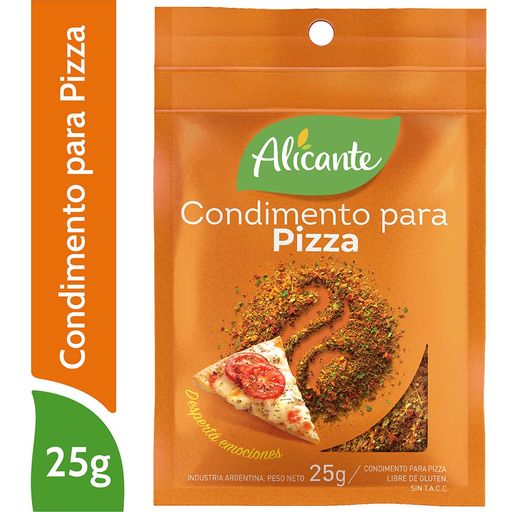 Condimento para Pizza
25g
Alicante
Condimento para
Pizza
Despertá emociones
INDUSTRIA ARGENTINA. PESO NETO 25g / CONDIMENTO PARA PIZZA
LIBRE DE GLUTEN.
SIN T.A.C.C.